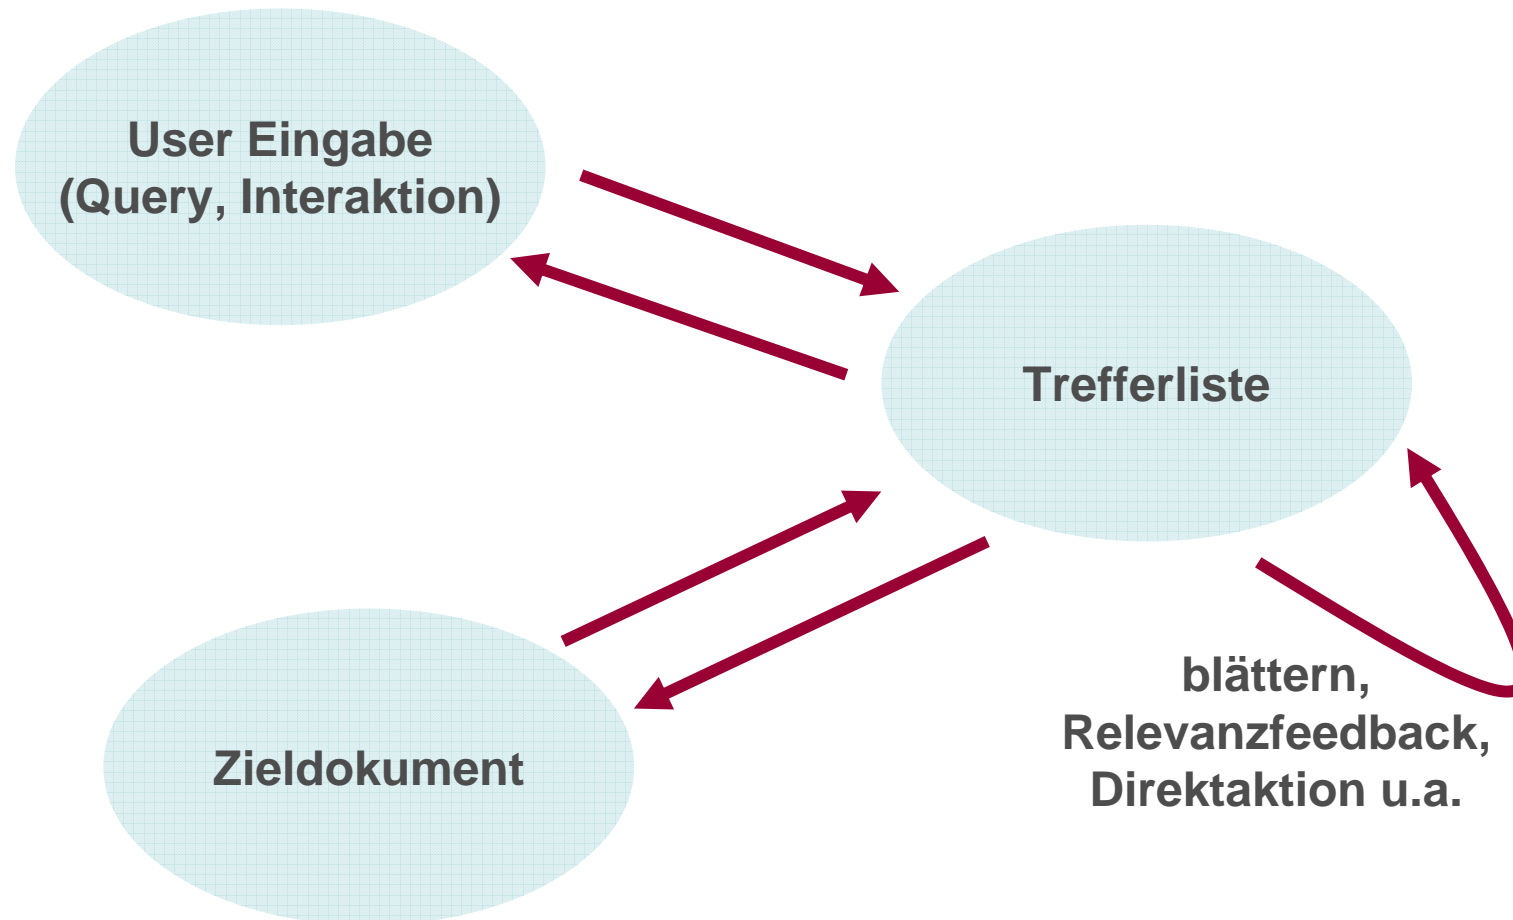 User Eingabe
(Query, Interaktion)
Trefferliste
Zieldokument
blättern,
Relevanzfeedback,
Direktaktion u.a.